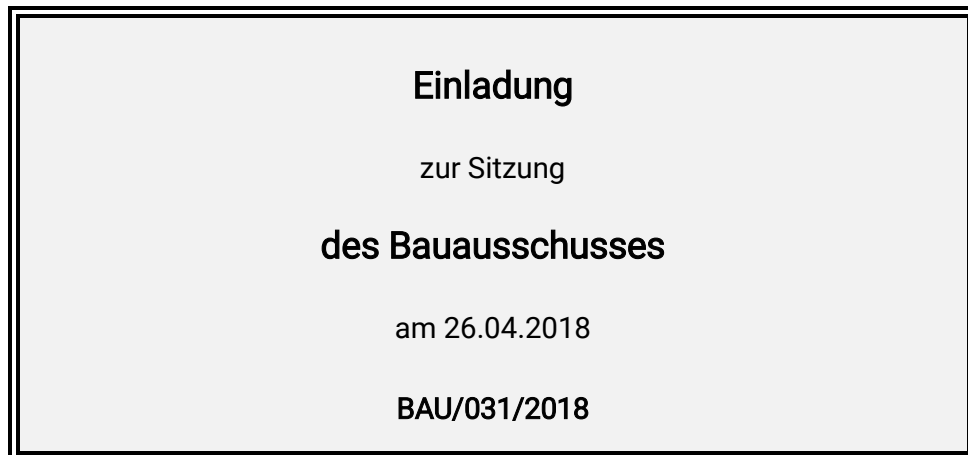 Einladung
zur Sitzung
des Bauausschusses
am 26.04.2018
BAU/031/2018